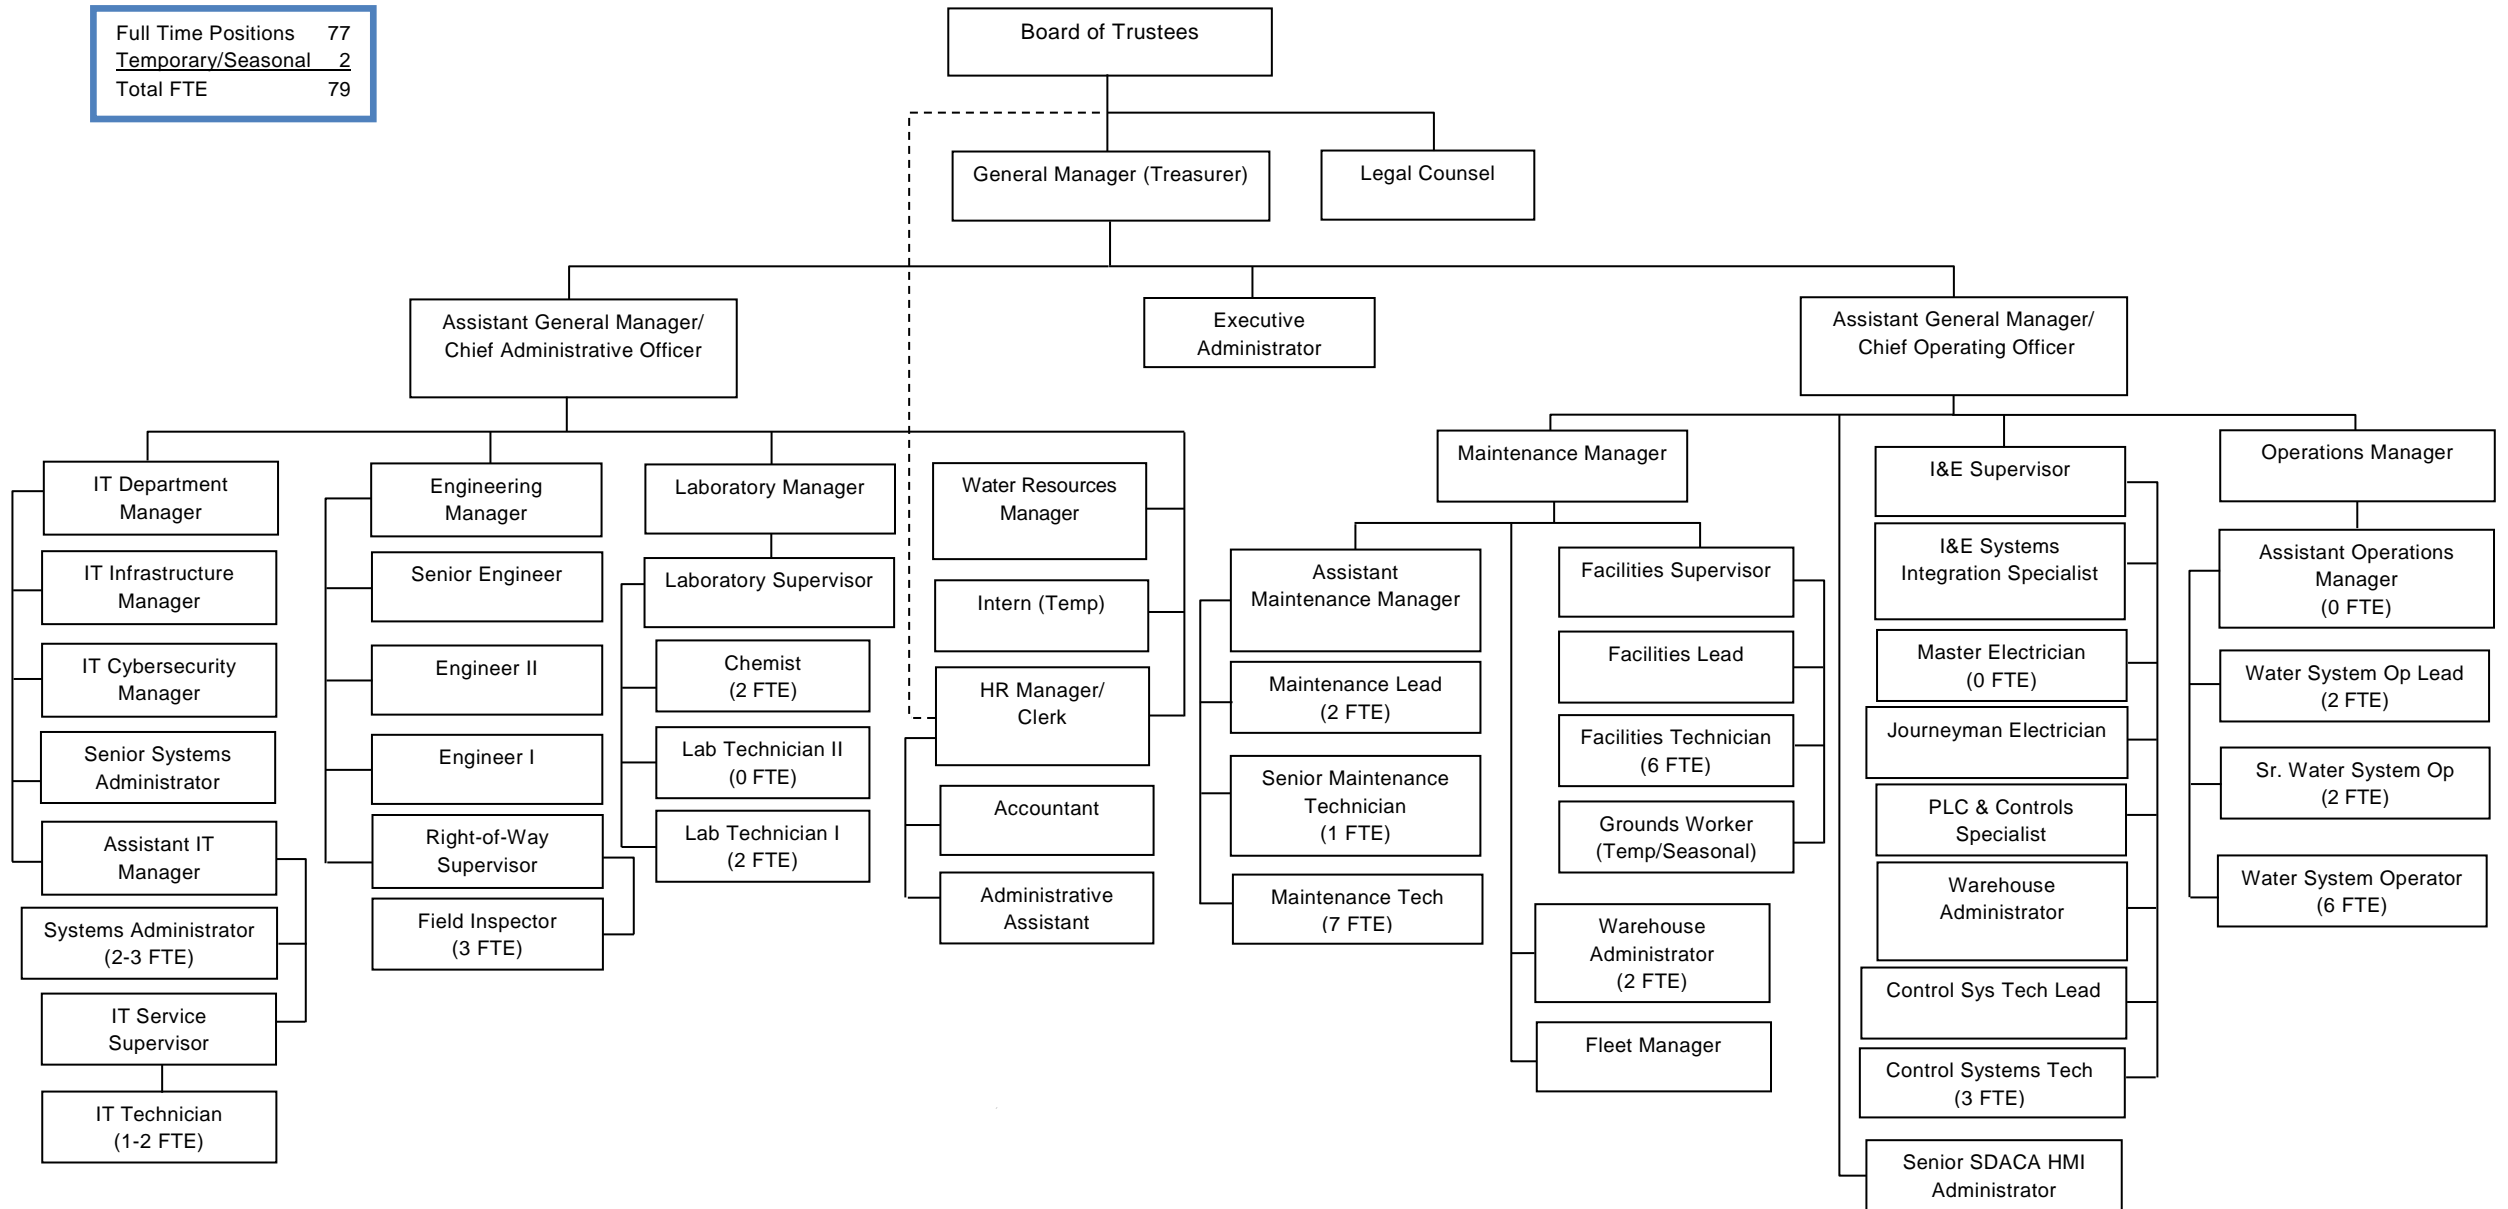 Full Time Positions 77
Temporary/Seasonal 2
Total FTE 79
Board of Trustees
General Manager (Treasurer)
Legal Counsel
Assistant General Manager/
Chief Administrative Officer
Executive
Administrator
Assistant General Manager/
Chief Operating Officer
IT Department
Manager
IT Infrastructure
Manager
IT Cybersecurity
Manager
Senior Systems
Administrator
Assistant IT
Manager
Systems Administrator
(2-3 FTE)
IT Service
Supervisor
IT Technician
(1-2 FTE)
Engineering
Manager
Senior Engineer
Engineer II
Engineer I
Right-of-Way
Supervisor
Field Inspector
(3 FTE)
Laboratory Manager
Laboratory Supervisor
Chemist
(2 FTE)
Lab Technician II
(0 FTE)
Lab Technician I
(2 FTE)
Water Resources
Manager
Intern (Temp)
HR Manager/
Clerk
Accountant
Administrative
Assistant
Maintenance Manager
Assistant
Maintenance Manager
Maintenance Lead
(2 FTE)
Senior Maintenance
Technician
(1 FTE)
Maintenance Tech
(7 FTE)
Facilities Supervisor
Facilities Lead
Facilities Technician
(6 FTE)
Grounds Worker
(Temp/Seasonal)
Warehouse
Administrator
(2 FTE)
Fleet Manager
I&E Supervisor
I&E Systems
Integration Specialist
Master Electrician
(0 FTE)
Journeyman Electrician
PLC & Controls
Specialist
Warehouse
Administrator
Control Sys Tech Lead
Control Systems Tech
(3 FTE)
Senior SDACA HMI
Administrator
Operations Manager
Assistant Operations
Manager
(0 FTE)
Water System Op Lead
(2 FTE)
Sr. Water System Op
(2 FTE)
Water System Operator
(6 FTE)